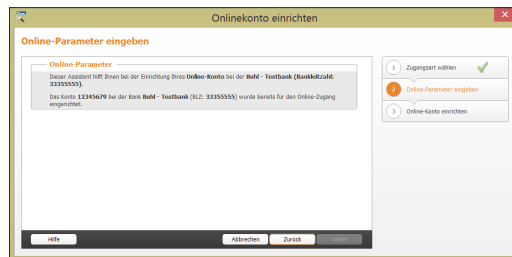 Onlinekonto einrichten
Online-Parameter eingeben
Online-Parameter
Dieser Assistent hilft Ihnen bei der Einrichtung Ihres Online-Konto bei der Buhl - Testbank (Bankleitzahl:
33355555).
Das Konto 12345679 bei der Bank Buhl - Testbank (BLZ: 33355555) wurde bereits für den Online-Zugang
eingerichtet.
1 Zugangsart wählen
2 Online-Parameter eingeben
3 Online-Konto einrichten
Hilfe Abbrechen Zurück Weiter